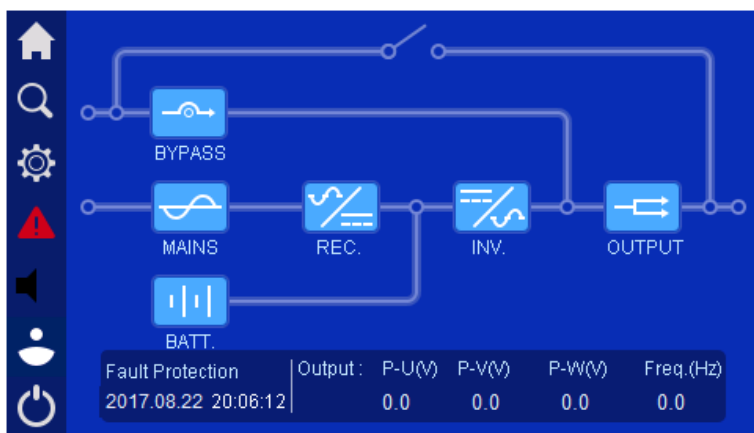 BYPASS
MAINS
REC.
INV.
OUTPUT
BATT.
Fault Protection
2017.08.22 20:06:12
Output : P-U(V) P-V(V) P-W(V) Freq.(Hz)
0.0 0.0 0.0 0.0